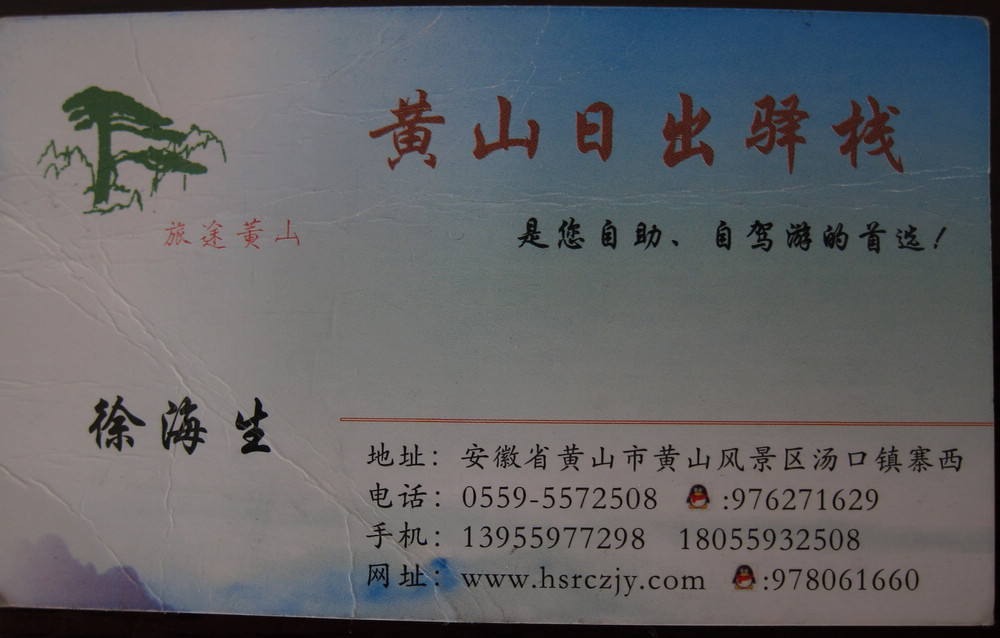 黄山日出驿栈
旅途黄山
是您自助、自驾游的首选！
徐海生
地址：安徽省黄山市黄山风景区汤口镇寨西
电话：0559-5572508 :976271629
手机：13955977298 18055932508
网址：www.hsrczjy.com :978061660